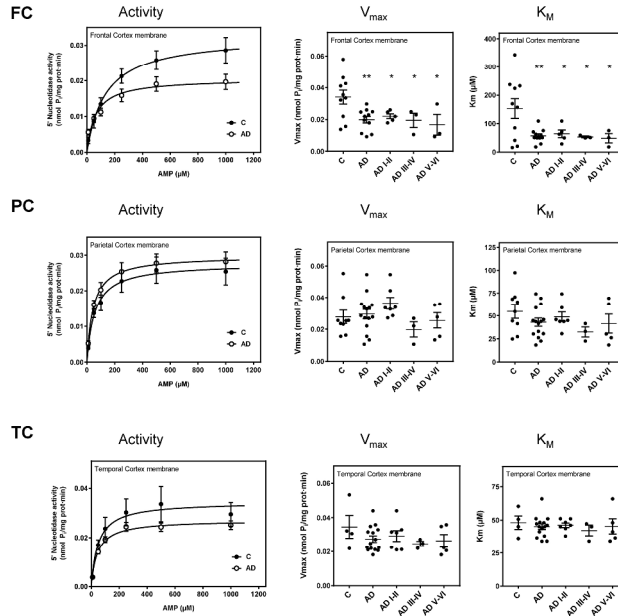 FC
Activity
Vmax
KM
Frontal Cortex membrane
5' Nucleotidase activity
(nmol Pi/mg prot·min)
0.03
0.02
0.01
0.00
0 200 400 600 800 1000
AMP (µM)
C
AD
Frontal Cortex membrane
Vmax (nmol Pi/mg prot·min)
0.06
0.04
0.02
0.00
** * * *
C AD AD I-II AD III-IV AD V-VI
Frontal Cortex membrane
Km (µM)
400
300
200
100
0
** * * *
C AD AD I-II AD III-IV AD V-VI
PC
Activity
Vmax
KM
Parietal Cortex membrane
5' Nucleotidase activity
(nmol Pi/mg prot·min)
0.03
0.02
0.01
0.00
0 200 400 600 800 1000
AMP (µM)
C
AD
Parietal Cortex membrane
Vmax (nmol Pi/mg prot·min)
0.06
0.04
0.02
0.00
C AD AD I-II AD III-IV AD V-VI
Parietal Cortex membrane
Km (µM)
125
100
75
50
25
0
C AD AD I-II AD III-IV AD V-VI
TC
Activity
Vmax
KM
Temporal Cortex membrane
5' Nucleotidase activity
(nmol Pi/mg prot·min)
0.04
0.02
0.00
0 200 400 600 800 1000
AMP (µM)
C
AD
Temporal Cortex membrane
Vmax (nmol Pi/mg prot·min)
0.06
0.04
0.02
0.00
C AD AD I-II AD III-IV AD V-VI
Temporal Cortex membrane
Km (µM)
100
75
50
25
0
C AD AD I-II AD III-IV AD V-VI